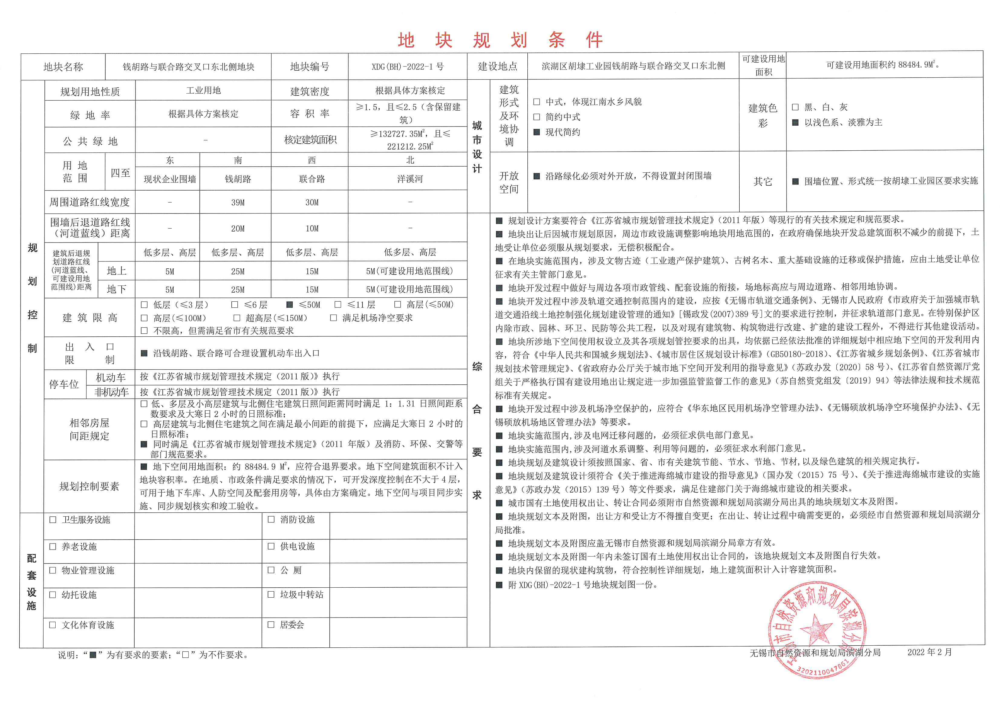 地块规划条件
地块名称 钱胡路与联合路交叉口东北侧地块 地块编号 XDG(BH)-2022-1号 建设地点 滨湖区胡埭工业园钱胡路与联合路交叉口东北侧 可建设用地面积 可建设用地面积约88484.9M²。
规划控制
规划用地性质 工业用地 建筑密度 根据具体方案核定
绿地率 根据具体方案核定 容积率 ≥1.5，且≤2.5（含保留建筑）
公共绿地 － 核定建筑面积 ≥132727.35M²，且≤221212.25M²
用地范围 四至 东 南 西 北
现状企业围墙 钱胡路 联合路 洋溪河
周围道路红线宽度 － 39M 30M －
围墙后退道路红线（河道蓝线）距离 － 20M 10M －
建筑后退规划道路红线(河道蓝线、可建设用地范围线)距离 低多层、高层 低多层、高层 低多层、高层 低多层、高层
地上 5M 25M 15M 5M(可建设用地范围线)
地下 5M 25M 15M 5M(可建设用地范围线)
建筑限高
□ 低层（≤3层） □ ≤6层 ■ ≤50M □ ≤11层 □ 高层(≤50M)
□ 高层(≤100M） □ 超高层(≤150M） □ 满足机场净空要求
□ 不限高，但需满足省市有关规范要求
出入口限制 ■ 沿钱胡路、联合路可合理设置机动车出入口
停车位 机动车 按《江苏省城市规划管理技术规定（2011版）》执行
非机动车 按《江苏省城市规划管理技术规定（2011版）》执行
相邻房屋间距规定
□ 低、多层及小高层建筑与北侧住宅建筑日照间距需同时满足 1：1.31 日照间距系
数要求及大寒日2小时的日照标准；
□ 高层建筑与北侧住宅建筑之间在满足最小间距的前提下，应满足大寒日 2 小时的
日照标准；
■ 同时满足《江苏省城市规划管理技术规定》（2011 年版）及消防、环保、交警等
部门规范要求。
规划控制要素
■ 地下空间用地面积：约 88484.9 M²，应符合退界要求。地下空间建筑面积不计入
地块容积率。在地质、市政条件满足要求的情况下，可开发深度控制在不大于4层，
可用于地下车库、人防空间及配套用房等，具体由方案确定。地下空间与项目同步实
施、同步规划核实和竣工验收。
配套设施
□ 卫生服务设施 □ 消防设施
□ 养老设施 □ 供电设施
□ 物业管理设施 □ 公 厕
□ 幼托设施 □ 垃圾中转站
□ 文化体育设施 □ 居委会
城市设计
建筑形式及环境协调
□ 中式，体现江南水乡风貌
□ 简约中式
■ 现代简约
建筑色彩
□ 黑、白、灰
■ 以浅色系、淡雅为主
开放空间 ■ 沿路绿化必须对外开放，不得设置封闭围墙
其它 ■ 围墙位置、形式统一按胡埭工业园区要求实施
综合要求
■ 规划设计方案要符合《江苏省城市规划管理技术规定》（2011年版）等现行的有关技术规定和规范要求。
■ 地块出让后因城市规划原因，周边市政设施调整影响地块用地范围的，在政府确保地块开发总建筑面积不减少的前提下，土
地受让单位必须服从规划要求，无偿积极配合。
■ 在地块实施范围内，涉及文物古迹（工业遗产保护建筑）、古树名木、重大基础设施的迁移或保护措施，应由土地受让单位
征求有关主管部门意见。
■ 地块开发过程中做好与周边各项市政管线、配套设施的衔接，场地标高应与周边道路、相邻用地协调。
■ 地块开发过程中涉及轨道交通控制范围内的建设，应按《无锡市轨道交通条例》、无锡市人民政府《市政府关于加强城市轨
道交通沿线土地控制强化规划建设管理的通知》[锡政发(2007)389号]文的要求进行控制，并征求轨道部门意见。在特别保护区
内除市政、园林、环卫、民防等公共工程，以及对现有建筑物、构筑物进行改建、扩建的建设工程外，不得进行其他建设活动。
■ 地块所涉地下空间使用权设立及其各项规划管控要求的出具，均依据已经依法批准的详细规划中相应地下空间的开发利用内
容，符合《中华人民共和国城乡规划法》、《城市居住区规划设计标准》（GB50180-2018）、《江苏省城乡规划条例》、《江苏省城市
规划技术管理规定》、《省政府办公厅关于城市地下空间开发利用的指导意见》（苏政办发〔2020〕58号）、《江苏省自然资源厅党
组关于严格执行国有建设用地出让规定进一步加强监管监督工作的意见》（苏自然资党组发〔2019〕94）等法律法规和技术规范
标准有关规定。
■ 地块开发过程中涉及机场净空保护的，应符合《华东地区民用机场净空管理办法》、《无锡硕放机场净空环境保护办法》、《无
锡硕放机场地区管理办法》等要求。
■ 地块实施范围内,涉及电网迁移问题的，必须征求供电部门意见。
■ 地块实施范围内,涉及河道水系调整、利用等问题的，必须征求水利部门意见。
■ 地块规划及建筑设计须按照国家、省、市有关建筑节能、节水、节地、节材,以及绿色建筑的相关规定执行。
■ 地块规划及建筑设计须符合《关于推进海绵城市建设的指导意见》（国办发（2015）75 号）、《关于推进海绵城市建设的实施
意见》（苏政办发（2015）139号）等文件要求，满足住建部门关于海绵城市建设的相关要求。
■ 城市国有土地使用权出让、转让合同必须附市自然资源和规划局滨湖分局出具的地块规划文本及附图。
■ 地块规划文本及附图，出让方和受让方不得擅自变更；在出让、转让过程中确需变更的，必须经市自然资源和规划局滨湖分
局批准。
■ 地块规划文本及附图应盖无锡市自然资源和规划局滨湖分局章方有效。
■ 地块规划文本及附图一年内未签订国有土地使用权出让合同的，该地块规划文本及附图自行失效。
■ 地块内保留的现状建构筑物，符合控制性详细规划，地上建筑面积计入计容建筑面积。
■ 附XDG(BH)-2022-1号地块规划图一份。
说明：“■”为有要求的要素；“□”为不作要求。
无锡市自然资源和规划局滨湖分局 2022年2月
无锡市自然资源和规划局滨湖分局
3202110047861